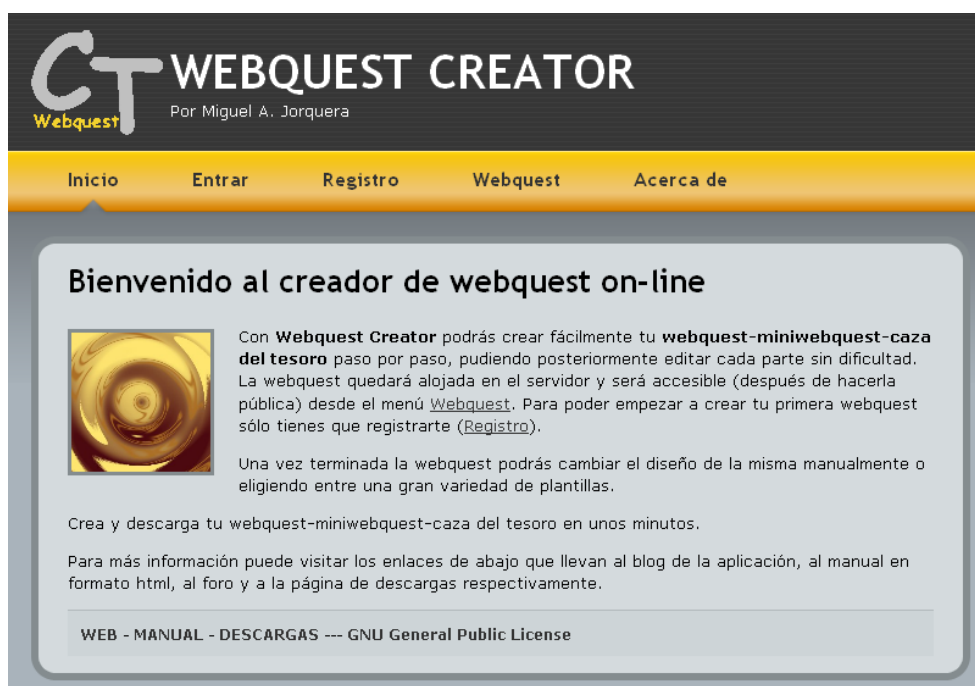 CT
Webquest
WEBQUEST CREATOR
Por Miguel A. Jorquera
Inicio Entrar Registro Webquest Acerca de
Bienvenido al creador de webquest on-line
Con Webquest Creator podrás crear fácilmente tu webquest-miniwebquest-caza
del tesoro paso por paso, pudiendo posteriormente editar cada parte sin dificultad.
La webquest quedará alojada en el servidor y será accesible (después de hacerla
pública) desde el menú Webquest. Para poder empezar a crear tu primera webquest
sólo tienes que registrarte (Registro).
Una vez terminada la webquest podrás cambiar el diseño de la misma manualmente o
eligiendo entre una gran variedad de plantillas.
Crea y descarga tu webquest-miniwebquest-caza del tesoro en unos minutos.
Para más información puede visitar los enlaces de abajo que llevan al blog de la aplicación, al manual en
formato html, al foro y a la página de descargas respectivamente.
WEB - MANUAL - DESCARGAS --- GNU General Public License